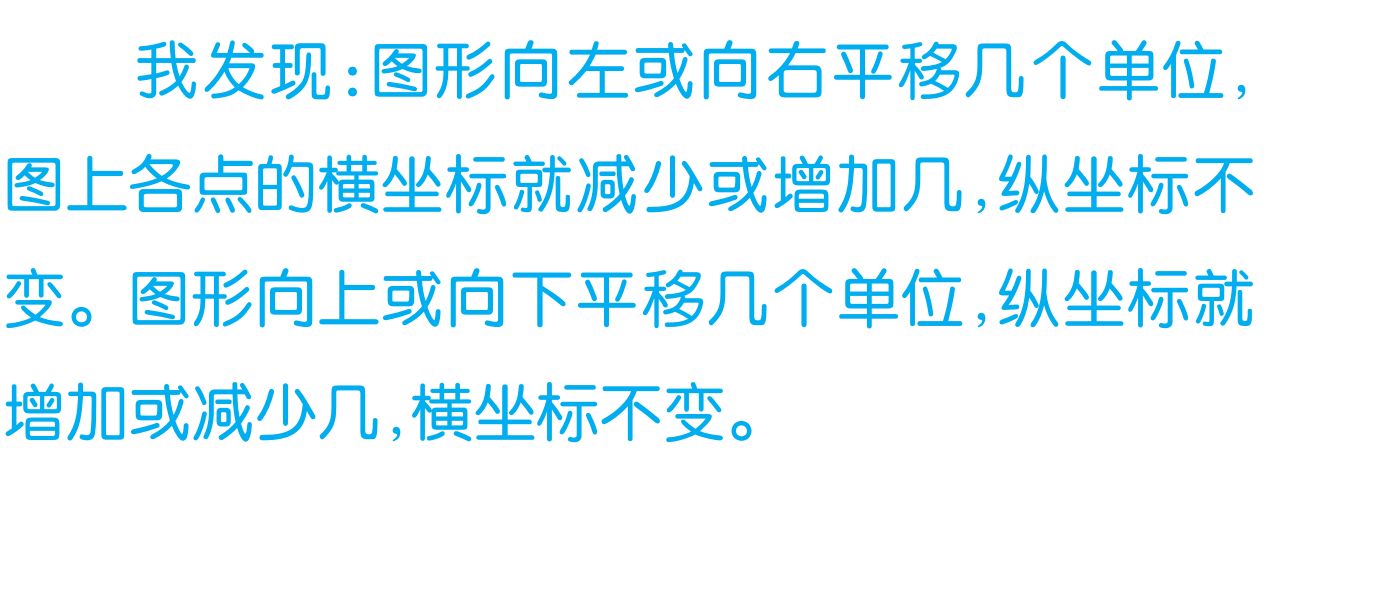 我发现:图形向左或向右平移几个单位,
图上各点的横坐标就减少或增加几,纵坐标不
变。图形向上或向下平移几个单位,纵坐标就
增加或减少几,横坐标不变。